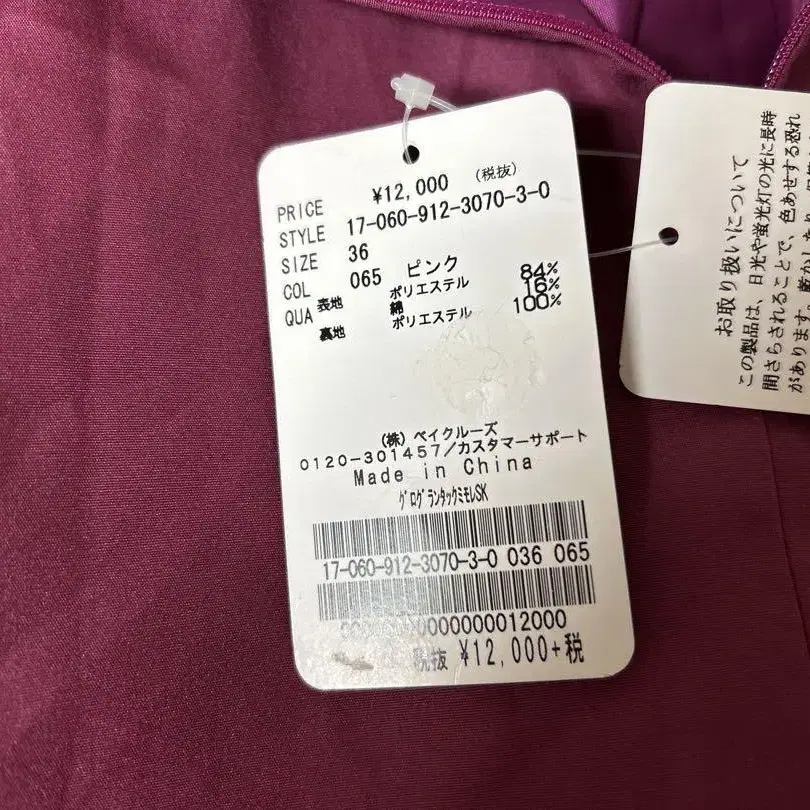 PRICE ¥12,000 (税抜)
STYLE 17-060-912-3070-3-0
SIZE 36
COL 065 ピンク
QUA 表地 ポリエステル 84%
綿 16%
裏地 ポリエステル 100%
(株)ベイクルーズ
0120-301457/カスタマーサポート
Made in China
グログランタックミモレSK
17-060-912-3070-3-0 036 065
0000000012000
税抜 ¥12,000+税
お取り扱いについて
この製品は、日光や蛍光灯の光に長時
間さらされることで、色あせする恐れ
があります。